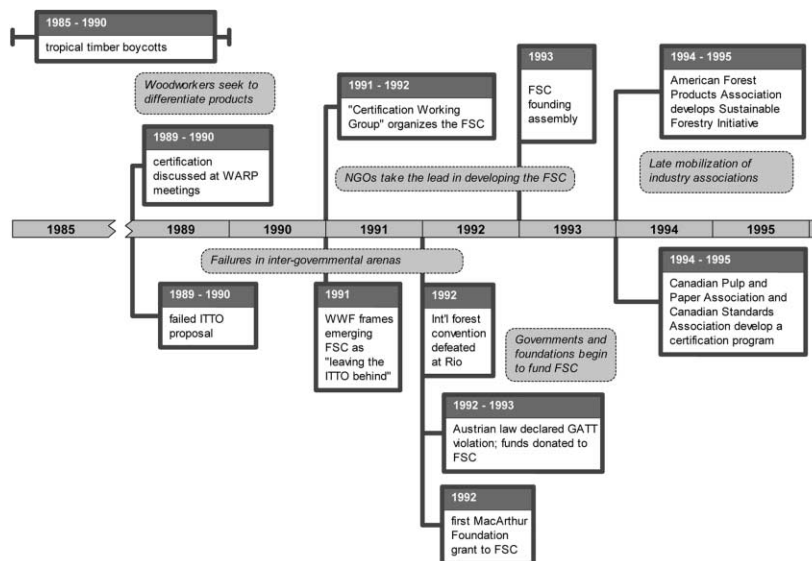 1985 - 1990
tropical timber boycotts
Woodworkers seek to
differentiate products
1989 - 1990
certification
discussed at WARP
meetings
1991 - 1992
"Certification Working
Group" organizes the FSC
NGOs take the lead in developing the FSC
1993
FSC
founding
assembly
1994 - 1995
American Forest
Products Association
develops Sustainable
Forestry Initiative
Late mobilization of
industry associations
1985
1989
1990
1991
1992
1993
1994
1995
Failures in inter-governmental arenas
1989 - 1990
failed ITTO
proposal
1991
WWF frames
emerging
FSC as
"leaving the
ITTO behind"
1992
Int'l forest
convention
defeated
at Rio
Governments and
foundations begin
to fund FSC
1992 - 1993
Austrian law declared GATT
violation; funds donated to
FSC
1992
first MacArthur
Foundation
grant to FSC
1994 - 1995
Canadian Pulp and
Paper Association and
Canadian Standards
Association develop a
certification program